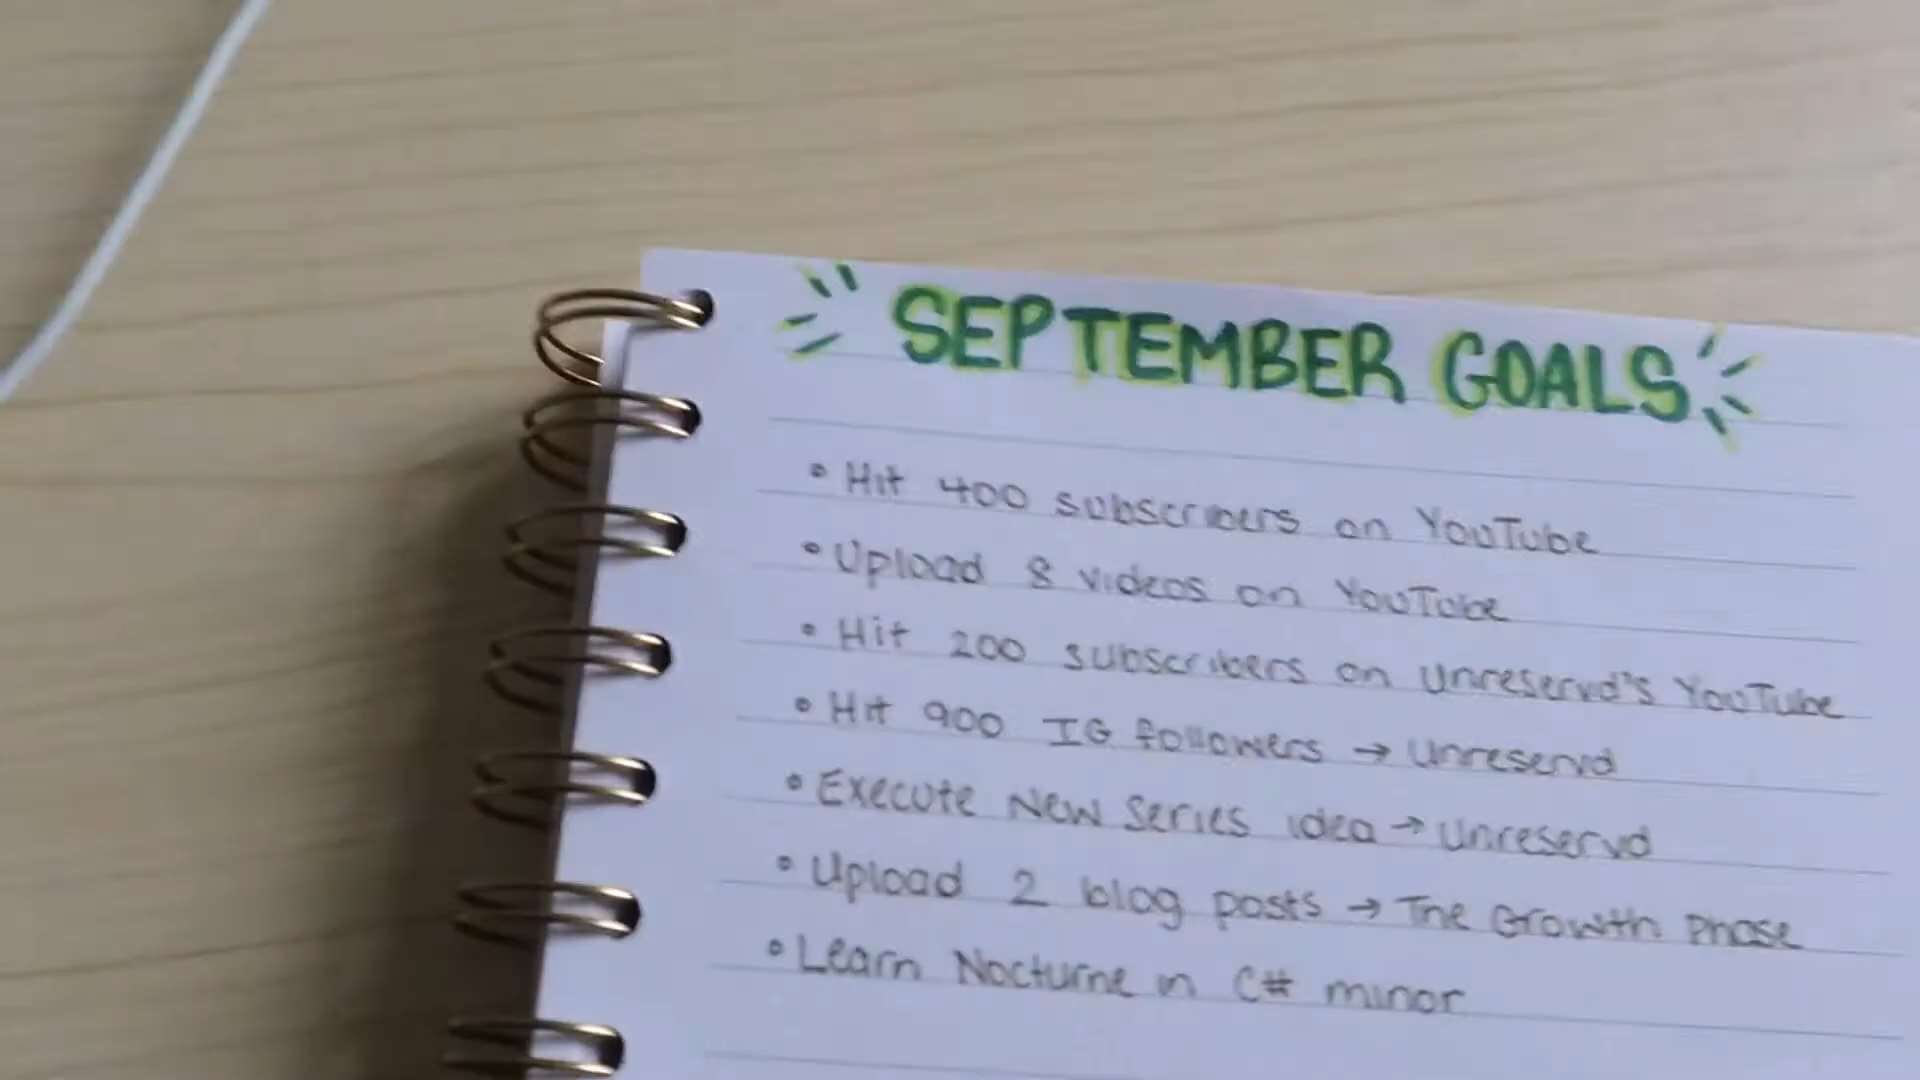 SEPTEMBER GOALS
• Hit 400 subscribers on YouTube
• Upload 8 videos on YouTube
• Hit 200 subscribers on Unreservd's YouTube
• Hit 900 IG followers → Unreservd
• Execute New Series idea → Unreservd
• Upload 2 blog posts → The Growth Phase
• Learn Nocturne in C# minor